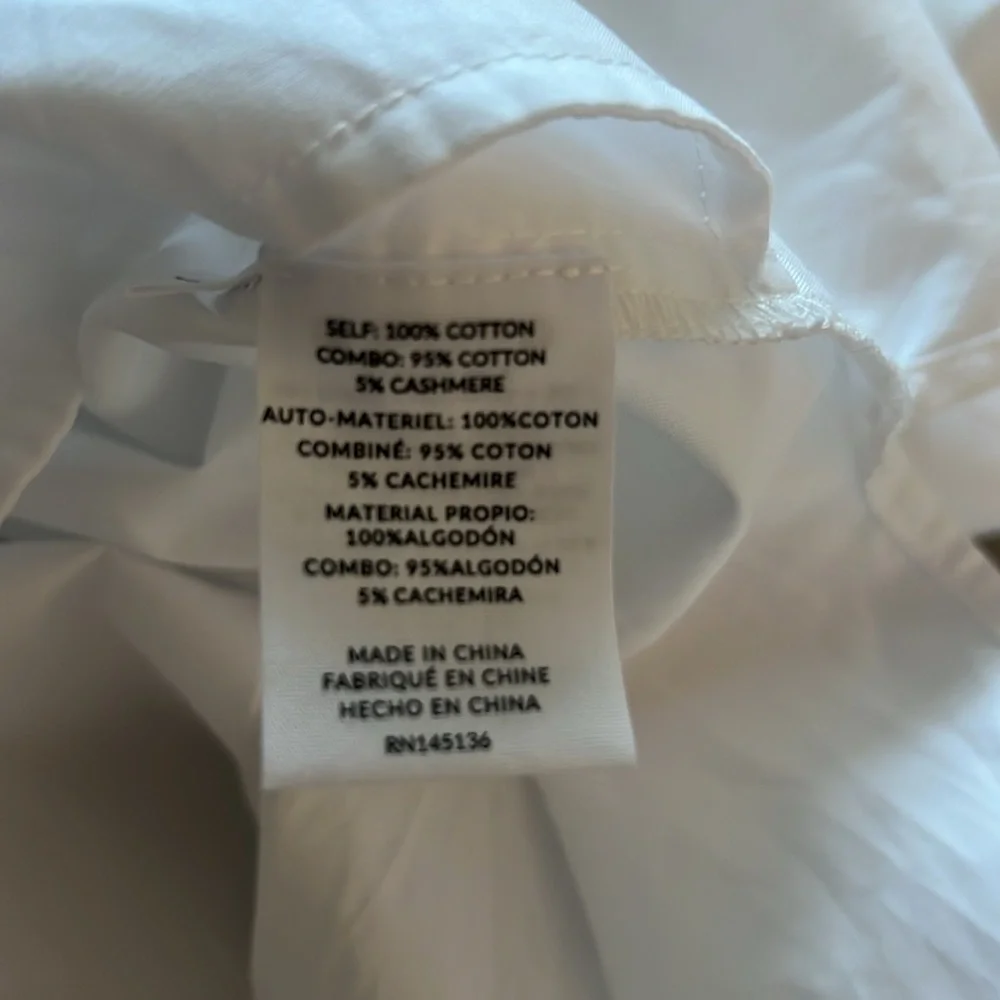 SELF: 100% COTTON
COMBO: 95% COTTON
5% CASHMERE
AUTO-MATERIEL: 100%COTON
COMBINÉ: 95% COTON
5% CACHEMIRE
MATERIAL PROPIO:
100%ALGODÓN
COMBO: 95%ALGODÓN
5% CACHEMIRA
MADE IN CHINA
FABRIQUÉ EN CHINE
HECHO EN CHINA
RN145136